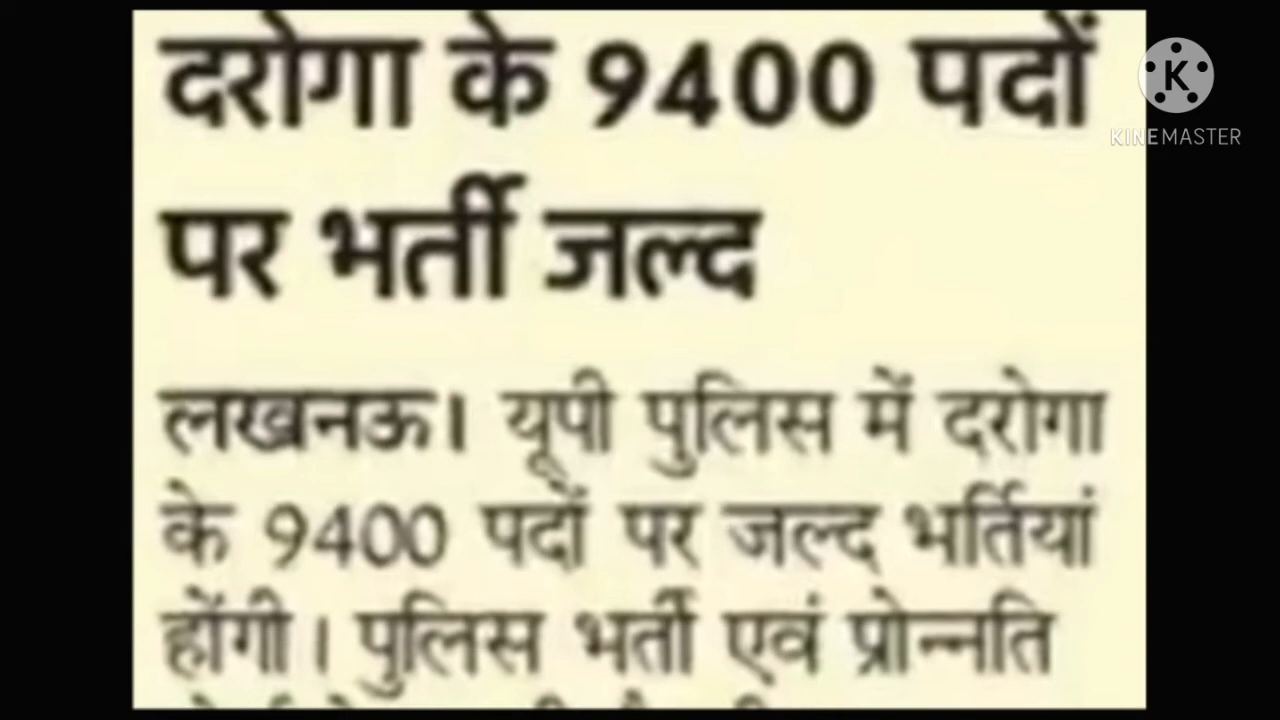 दरोगा के 9400 पदों
पर भर्ती जल्द
लखनऊ। यूपी पुलिस में दरोगा
के 9400 पदों पर जल्द भर्तियां
होंगी। पुलिस भर्ती एवं प्रोन्नति
K
KINEMASTER